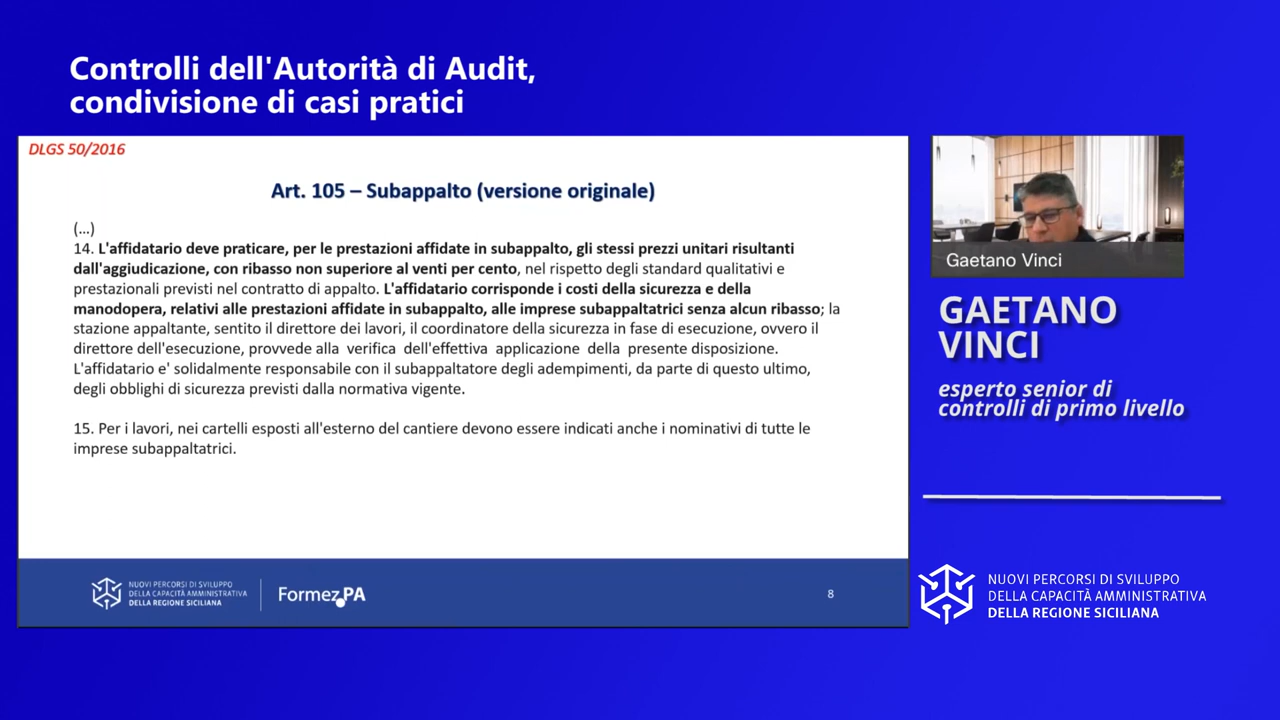 Controlli dell'Autorità di Audit,
condivisione di casi pratici
DLGS 50/2016
Art. 105 – Subappalto (versione originale)
(...)
14. L'affidatario deve praticare, per le prestazioni affidate in subappalto, gli stessi prezzi unitari risultanti
dall'aggiudicazione, con ribasso non superiore al venti per cento, nel rispetto degli standard qualitativi e
prestazionali previsti nel contratto di appalto. L'affidatario corrisponde i costi della sicurezza e della
manodopera, relativi alle prestazioni affidate in subappalto, alle imprese subappaltatrici senza alcun ribasso; la
stazione appaltante, sentito il direttore dei lavori, il coordinatore della sicurezza in fase di esecuzione, ovvero il
direttore dell'esecuzione, provvede alla verifica dell'effettiva applicazione della presente disposizione.
L'affidatario e' solidalmente responsabile con il subappaltatore degli adempimenti, da parte di questo ultimo,
degli obblighi di sicurezza previsti dalla normativa vigente.
15. Per i lavori, nei cartelli esposti all'esterno del cantiere devono essere indicati anche i nominativi di tutte le
imprese subappaltatrici.
NUOVI PERCORSI DI SVILUPPO
DELLA CAPACITÀ AMMINISTRATIVA
DELLA REGIONE SICILIANA
FormezPA
8
Gaetano Vinci
GAETANO
VINCI
esperto senior di
controlli di primo livello
NUOVI PERCORSI DI SVILUPPO
DELLA CAPACITÀ AMMINISTRATIVA
DELLA REGIONE SICILIANA